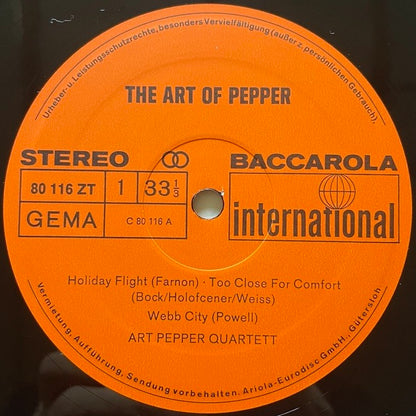 Urheber- u. Leistungsschutzrechte, besonders Vervielfältigung (außer z. persönlichen Gebrauch),
THE ART OF PEPPER
STEREO
BACCAROLA
80 116 ZT 1 33⅓
GEMA C 80 116 A
international
Holiday Flight (Farnon) · Too Close For Comfort
(Bock/Holofcener/Weiss)
Webb City (Powell)
ART PEPPER QUARTETT
Vermietung, Aufführung, Sendung vorbehalten. Ariola-Eurodisc GmbH, Gütersloh